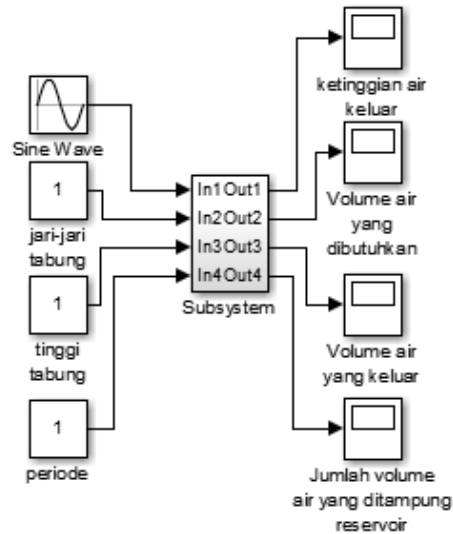 ketinggian air
keluar
Sine Wave
1
jari-jari
tabung
In1 Out1
In2 Out2
In3 Out3
In4 Out4
Subsystem
Volume air
yang
dibutuhkan
1
tinggi
tabung
Volume air
yang keluar
1
periode
Jumlah volume
air yang ditampung
reservoir